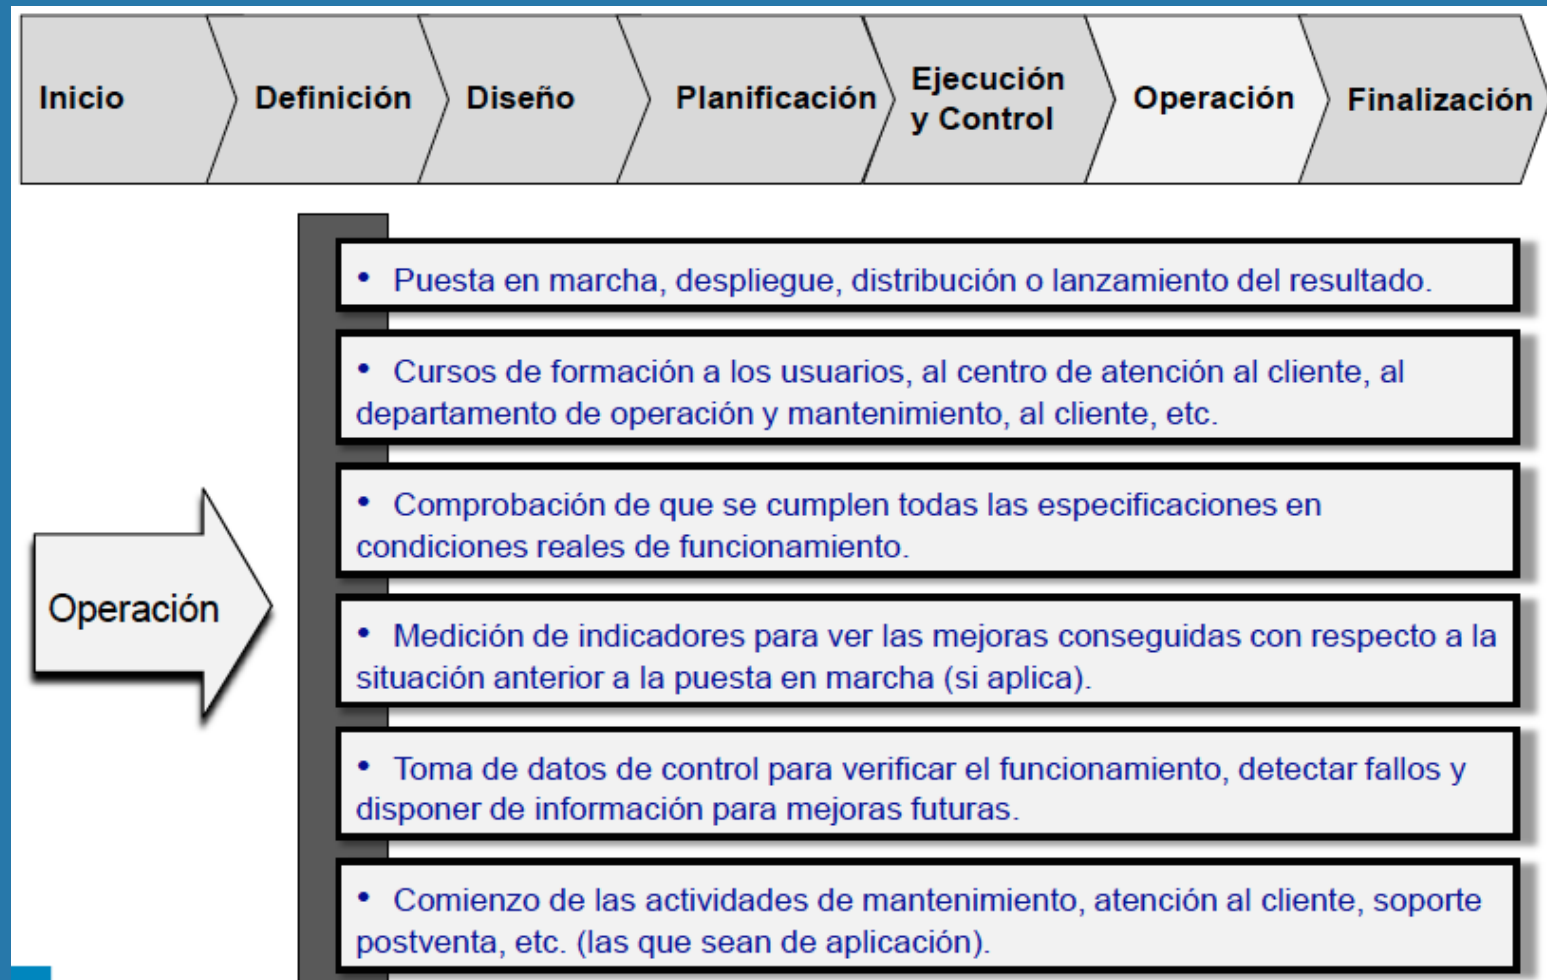 Inicio
Definición
Diseño
Planificación
Ejecución
y Control
Operación
Finalización
• Puesta en marcha, despliegue, distribución o lanzamiento del resultado.
• Cursos de formación a los usuarios, al centro de atención al cliente, al
departamento de operación y mantenimiento, al cliente, etc.
• Comprobación de que se cumplen todas las especificaciones en
condiciones reales de funcionamiento.
Operación
• Medición de indicadores para ver las mejoras conseguidas con respecto a la
situación anterior a la puesta en marcha (si aplica).
• Toma de datos de control para verificar el funcionamiento, detectar fallos y
disponer de información para mejoras futuras.
• Comienzo de las actividades de mantenimiento, atención al cliente, soporte
postventa, etc. (las que sean de aplicación).